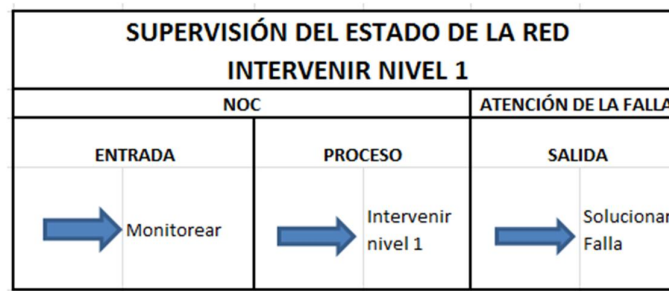 SUPERVISIÓN DEL ESTADO DE LA RED
INTERVENIR NIVEL 1
NOC
ATENCIÓN DE LA FALLA
ENTRADA
PROCESO
SALIDA
Monitorear
Intervenir
nivel 1
Solucionar
Falla